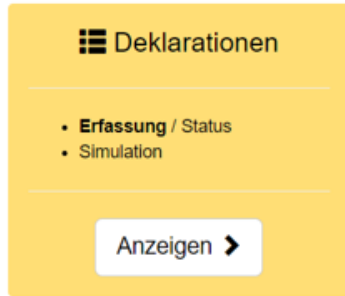 Deklarationen
Erfassung / Status
Simulation
Anzeigen